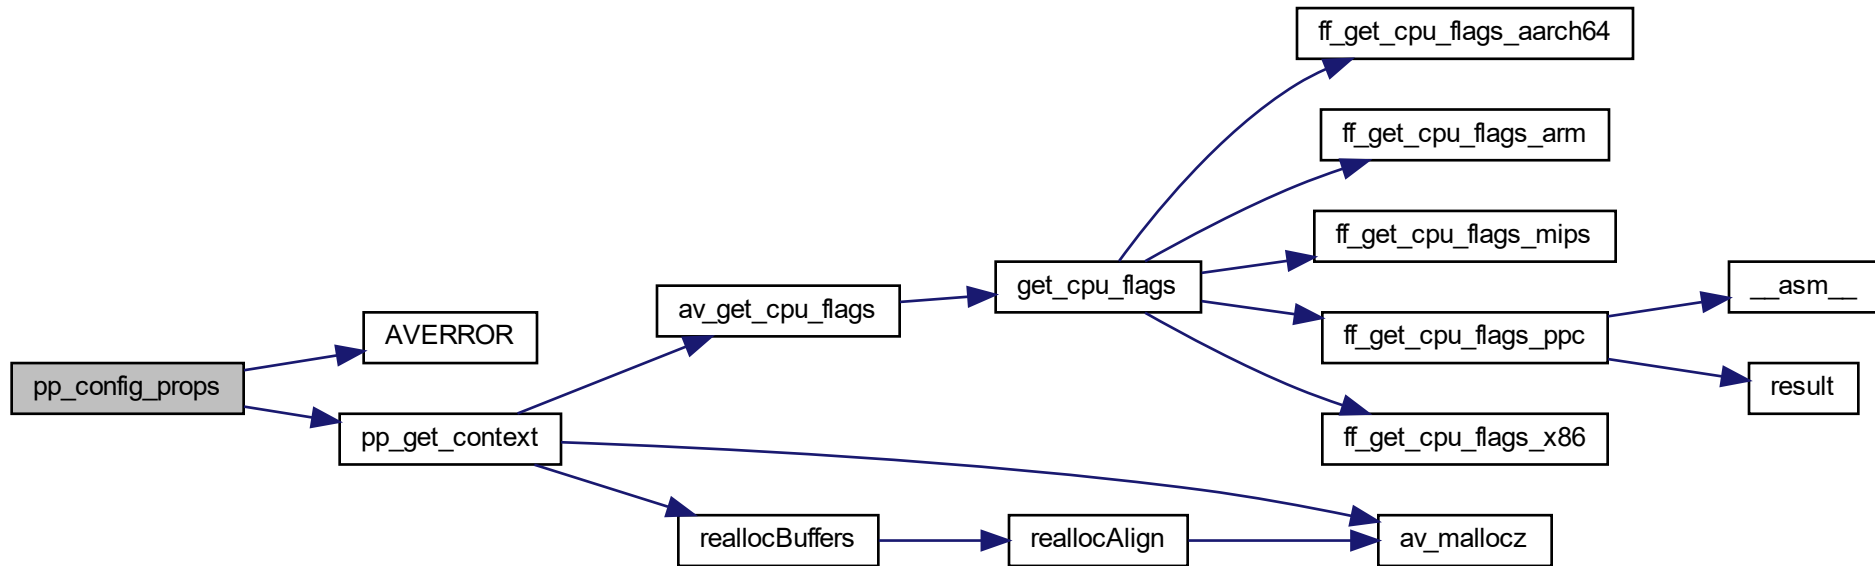 ff_get_cpu_flags_aarch64
ff_get_cpu_flags_arm
ff_get_cpu_flags_mips
get_cpu_flags
__asm__
av_get_cpu_flags
AVERROR
ff_get_cpu_flags_ppc
pp_config_props
result
pp_get_context
ff_get_cpu_flags_x86
reallocBuffers
reallocAlign
av_mallocz